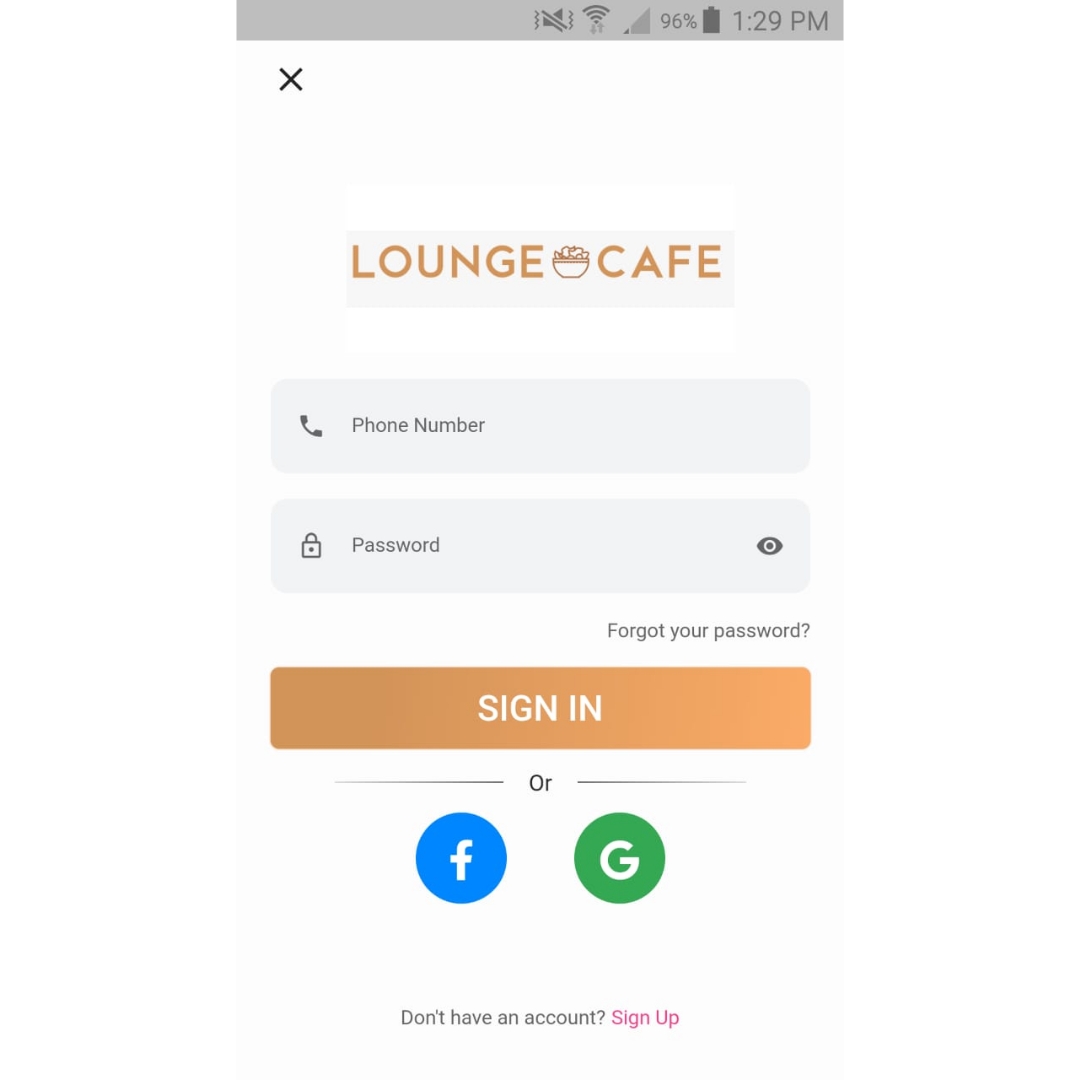 96% 1:29 PM
LOUNGE CAFE
Phone Number
Password
Forgot your password?
SIGN IN
Or
f G
Don't have an account? Sign Up